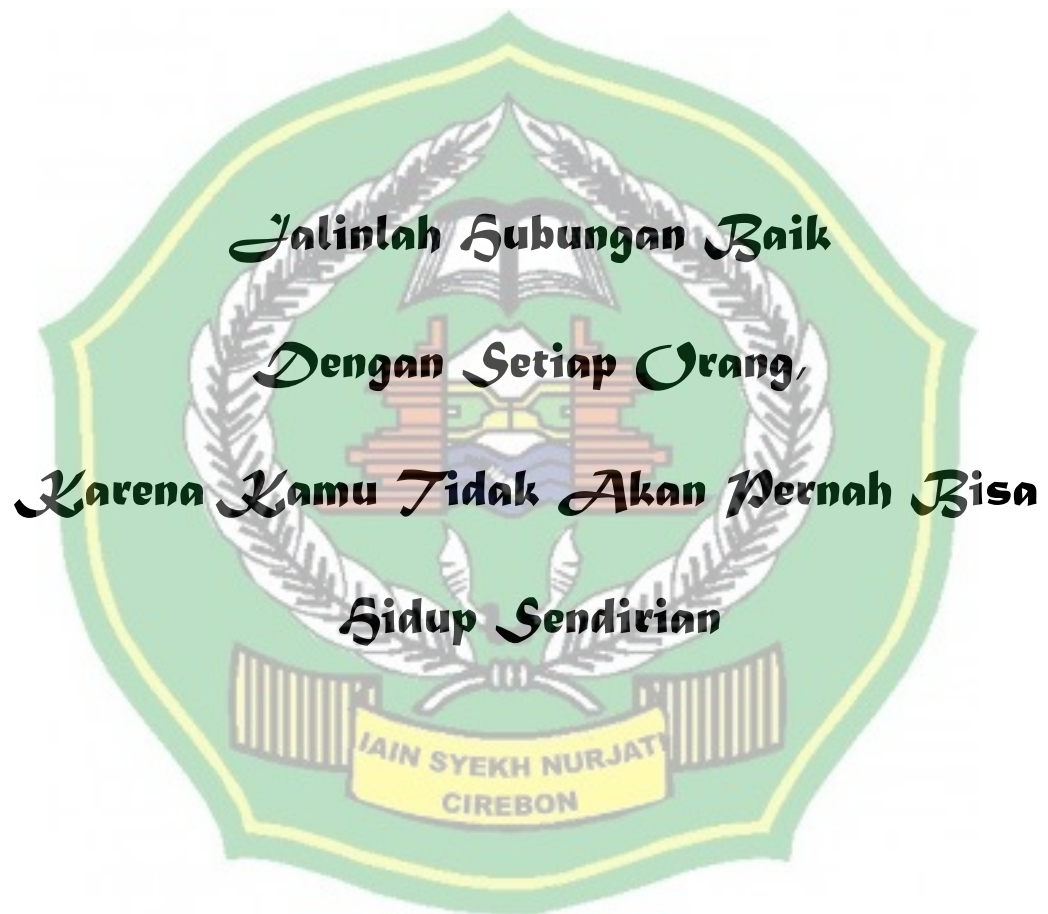 Jalinlah Hubungan Baik
Dengan Setiap Orang,
Karena Kamu Tidak Akan Pernah Bisa
Hidup Sendirian
IAIN SYEKH NURJATI
CIREBON